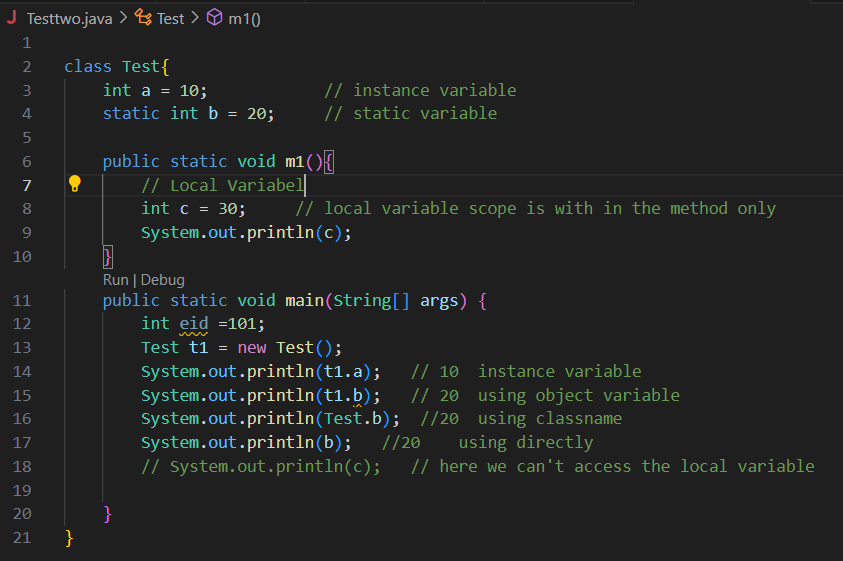 J Testtwo.java > Test > m1()
1
2 class Test{
3 int a = 10; // instance variable
4 static int b = 20; // static variable
5
6 public static void m1(){
7 // Local Variabel
8 int c = 30; // local variable scope is with in the method only
9 System.out.println(c);
10 }
Run | Debug
11 public static void main(String[] args) {
12 int eid =101;
13 Test t1 = new Test();
14 System.out.println(t1.a); // 10 instance variable
15 System.out.println(t1.b); // 20 using object variable
16 System.out.println(Test.b); //20 using classname
17 System.out.println(b); //20 using directly
18 // System.out.println(c); // here we can't access the local variable
19
20 }
21 }